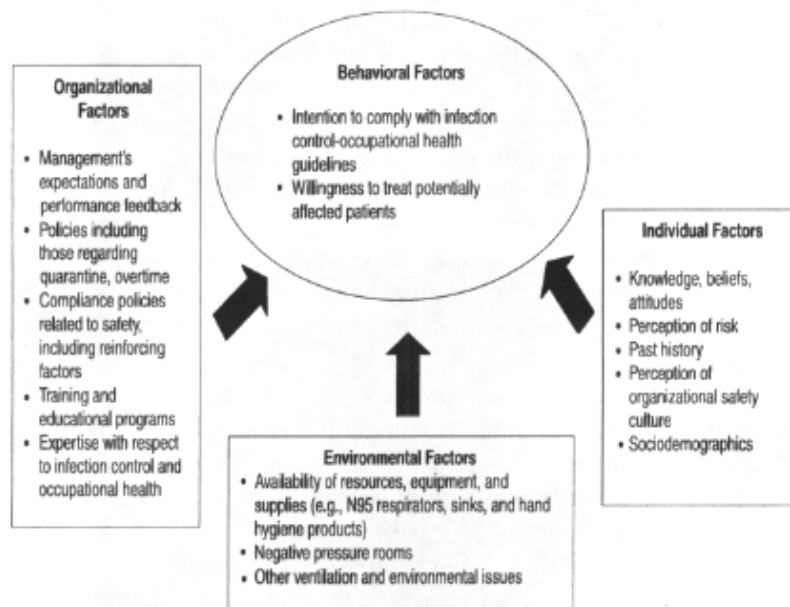 Organizational
Factors
• Management's
expectations and
performance feedback
• Policies including
those regarding
quarantine, overtime
• Compliance policies
related to safety,
including reinforcing
factors
• Training and
educational programs
• Expertise with respect
to infection control and
occupational health
Behavioral Factors
• Intention to comply with infection
control-occupational health
guidelines
• Willingness to treat potentially
affected patients
Individual Factors
• Knowledge, beliefs,
attitudes
• Perception of risk
• Past history
• Perception of
organizational safety
culture
• Sociodemographics
Environmental Factors
• Availability of resources, equipment, and
supplies (e.g., N95 respirators, sinks, and hand
hygiene products)
• Negative pressure rooms
• Other ventilation and environmental issues